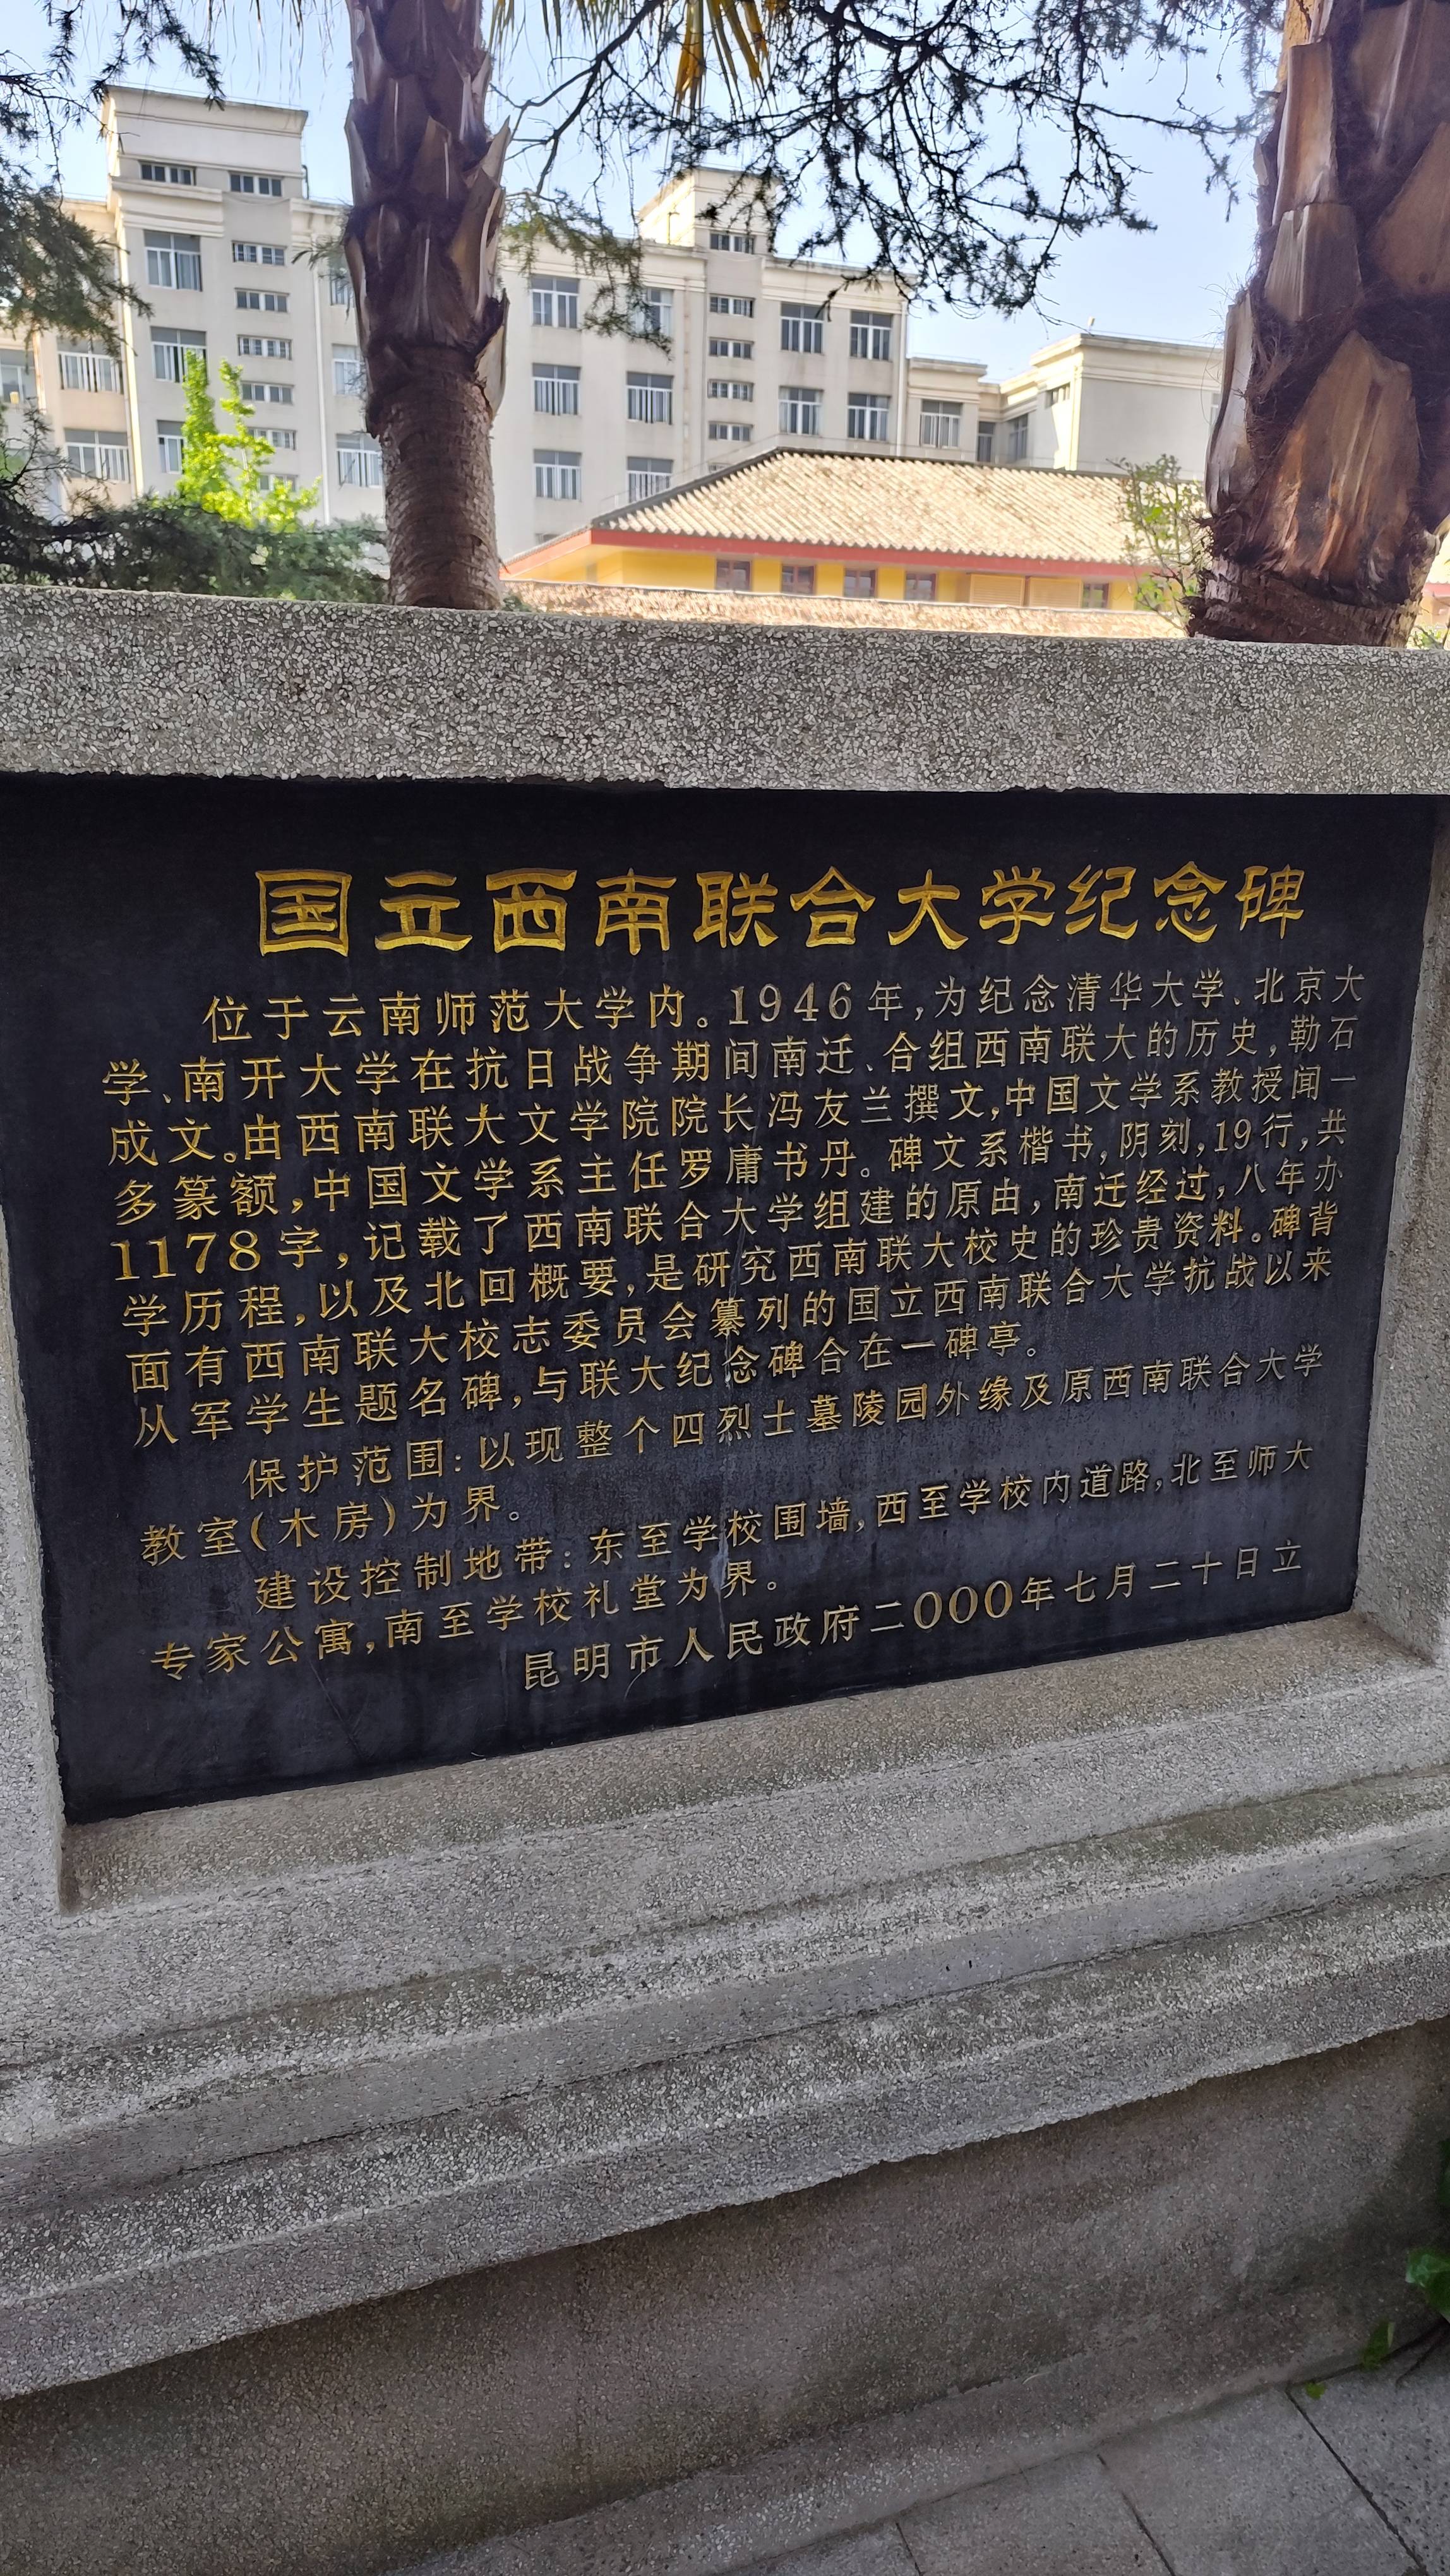 国立西南联合大学纪念碑
位于云南师范大学内。1946年,为纪念清华大学、北京大
学、南开大学在抗日战争期间南迁、合组西南联大的历史,勒石
成文。由西南联大文学院院长冯友兰撰文,中国文学系教授闻一
多篆额,中国文学系主任罗庸书丹。碑文系楷书,阴刻,19行,共
1178字,记载了西南联合大学组建的原由,南迁经过,八年办
学历程,以及北回概要,是研究西南联大校史的珍贵资料。碑背
面有西南联大校志委员会纂列的国立西南联合大学抗战以来
从军学生题名碑,与联大纪念碑合在一碑亭。
保护范围:以现整个四烈士墓陵园外缘及原西南联合大学
教室(木房)为界。
建设控制地带:东至学校围墙,西至学校内道路,北至师大
专家公寓,南至学校礼堂为界。
昆明市人民政府二000年七月二十日立